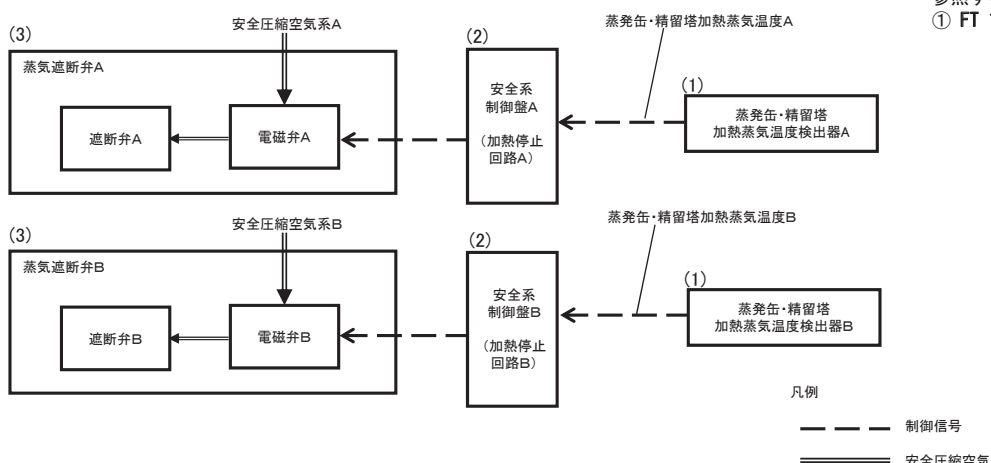 ① FT
(3)
安全圧縮空気系A
蒸気遮断弁A
遮断弁A
電磁弁A
(2)
安全系
制御盤A
(加熱停止
回路A)
蒸発缶・精留塔加熱蒸気温度A
(1)
蒸発缶・精留塔
加熱蒸気温度検出器A
(3)
安全圧縮空気系B
蒸気遮断弁B
遮断弁B
電磁弁B
(2)
安全系
制御盤B
(加熱停止
回路B)
蒸発缶・精留塔加熱蒸気温度B
(1)
蒸発缶・精留塔
加熱蒸気温度検出器B
凡例
制御信号
安全圧縮空気